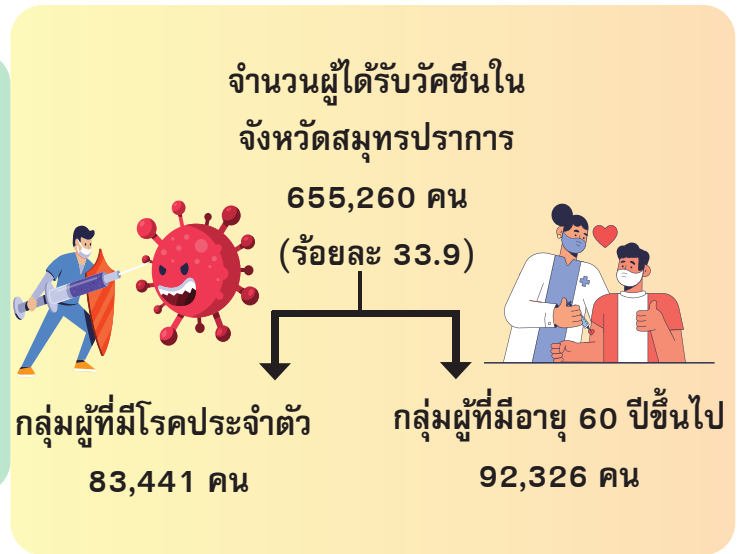 จำนวนผู้ได้รับวัคซีนใน
จังหวัดสมุทรปราการ
655,260 คน
(ร้อยละ 33.9)
กลุ่มผู้ที่มีโรคประจำตัว
83,441 คน
กลุ่มผู้ที่มีอายุ 60 ปีขึ้นไป
92,326 คน